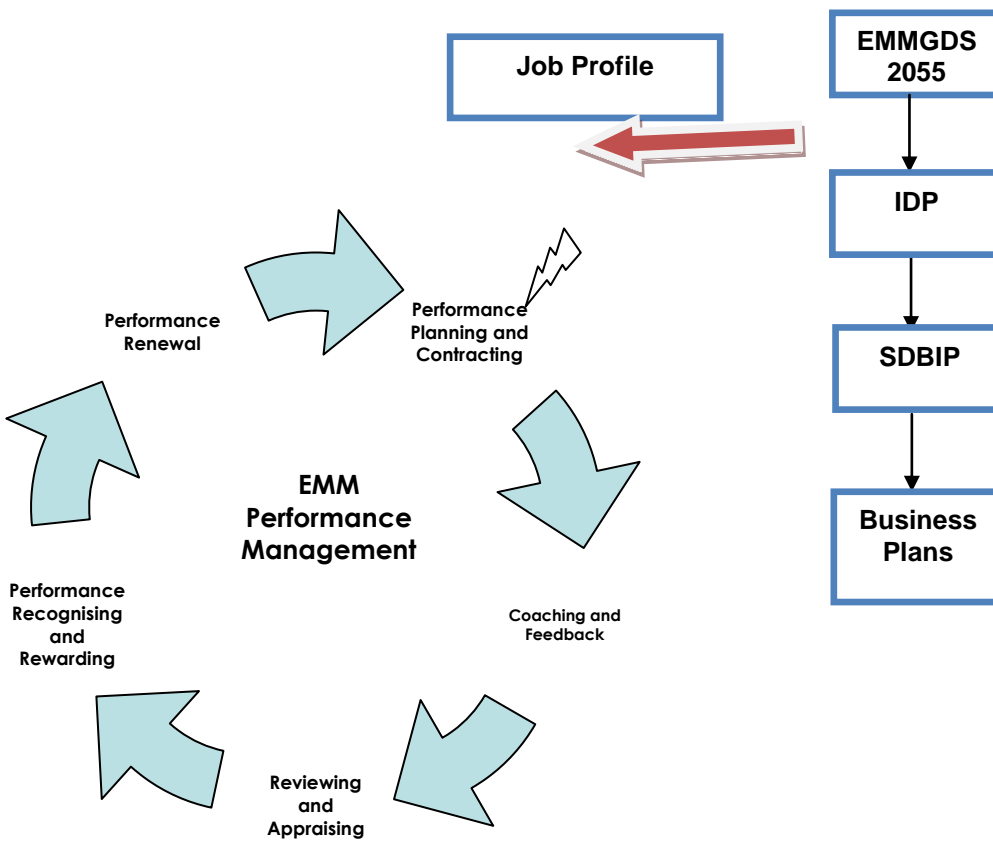 Job Profile
EMMGDS
2055
IDP
SDBIP
Business
Plans
Performance
Renewal
Performance
Planning and
Contracting
EMM
Performance
Management
Performance
Recognising
and
Rewarding
Coaching and
Feedback
Reviewing
and
Appraising